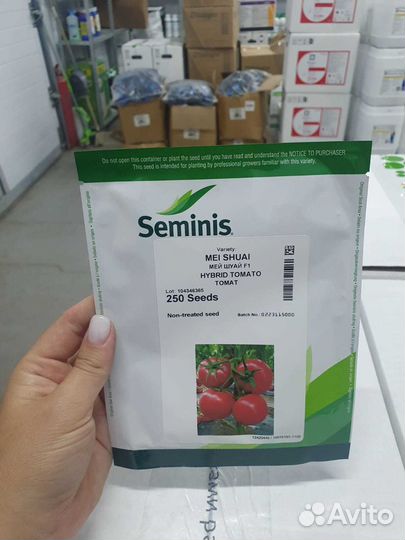 Do not open this container or plant the seed until you have read and understand the NOTICE TO PURCHASER
This seed is intended for planting by professional growers familiar with this variety.
Seminis
Variety:
MEI SHUAI
МЕЙ ШУАЙ F1
HYBRID TOMATO
ТОМАТ
Lot: 104346365
250 Seeds
Non-treated seed
Batch No.: 0223115000
Avito